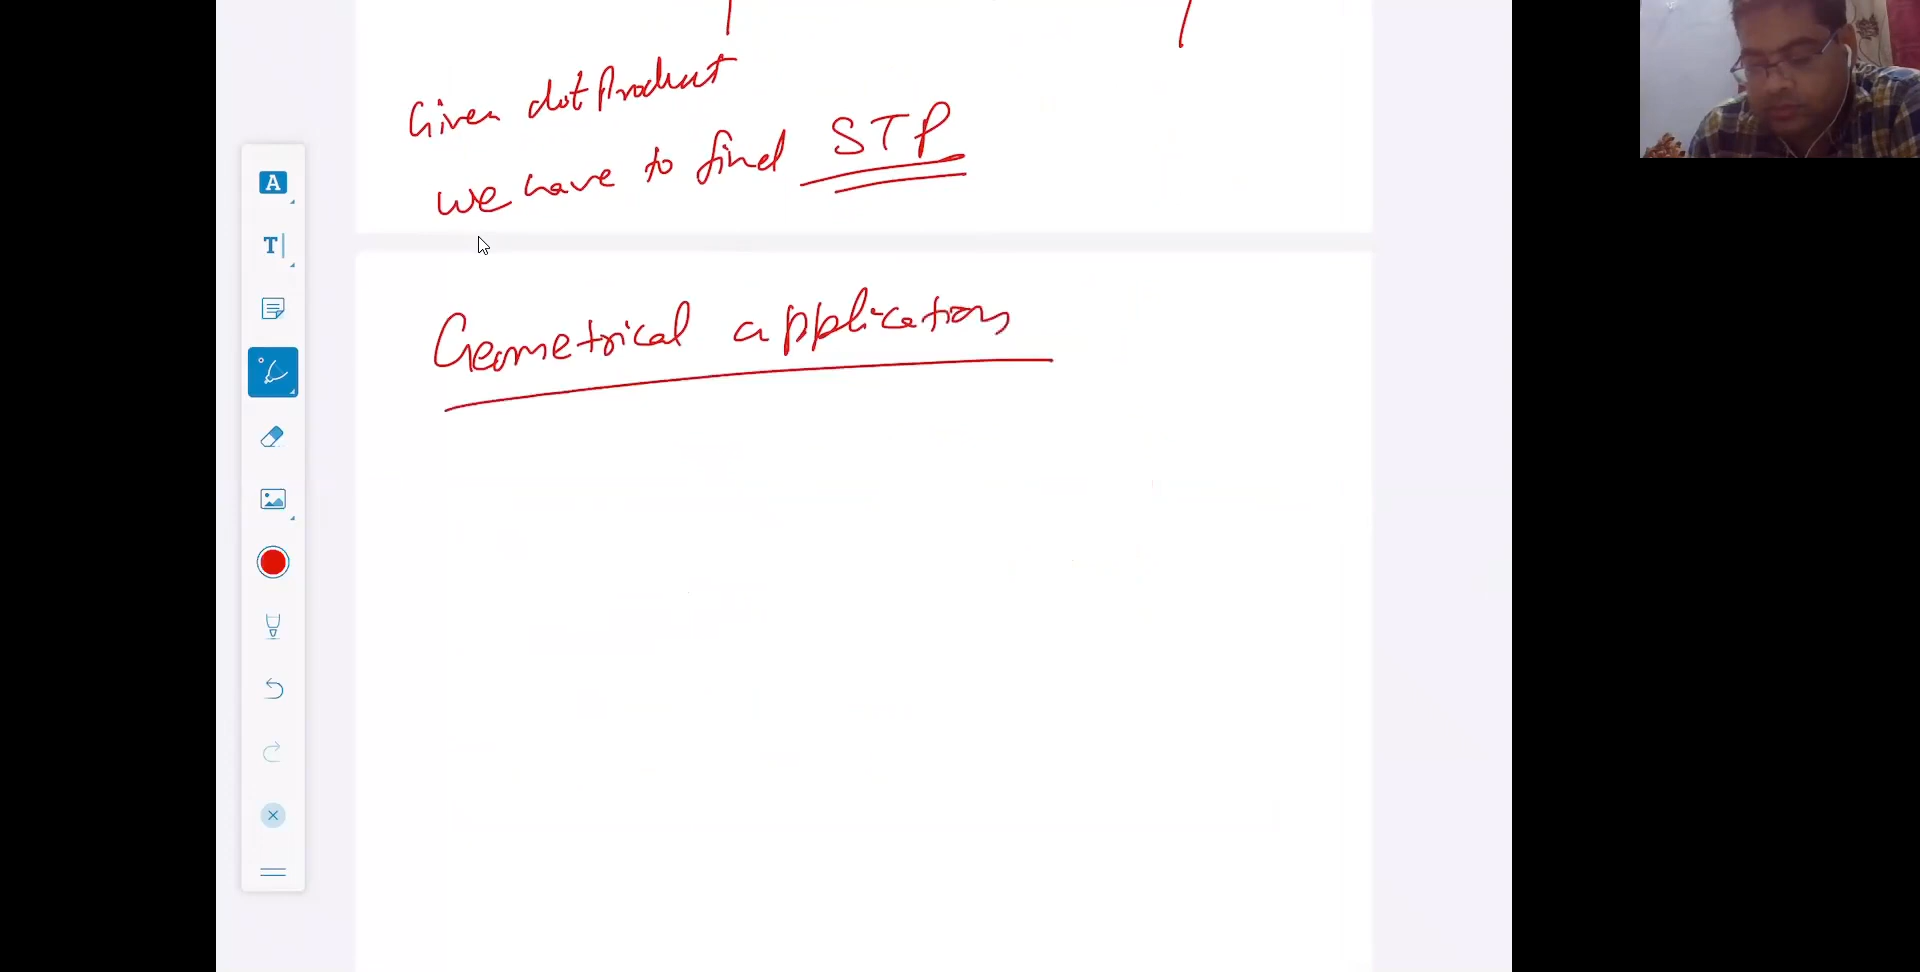 Given dot Product
we have to find STP
Geometrical applications
A
T